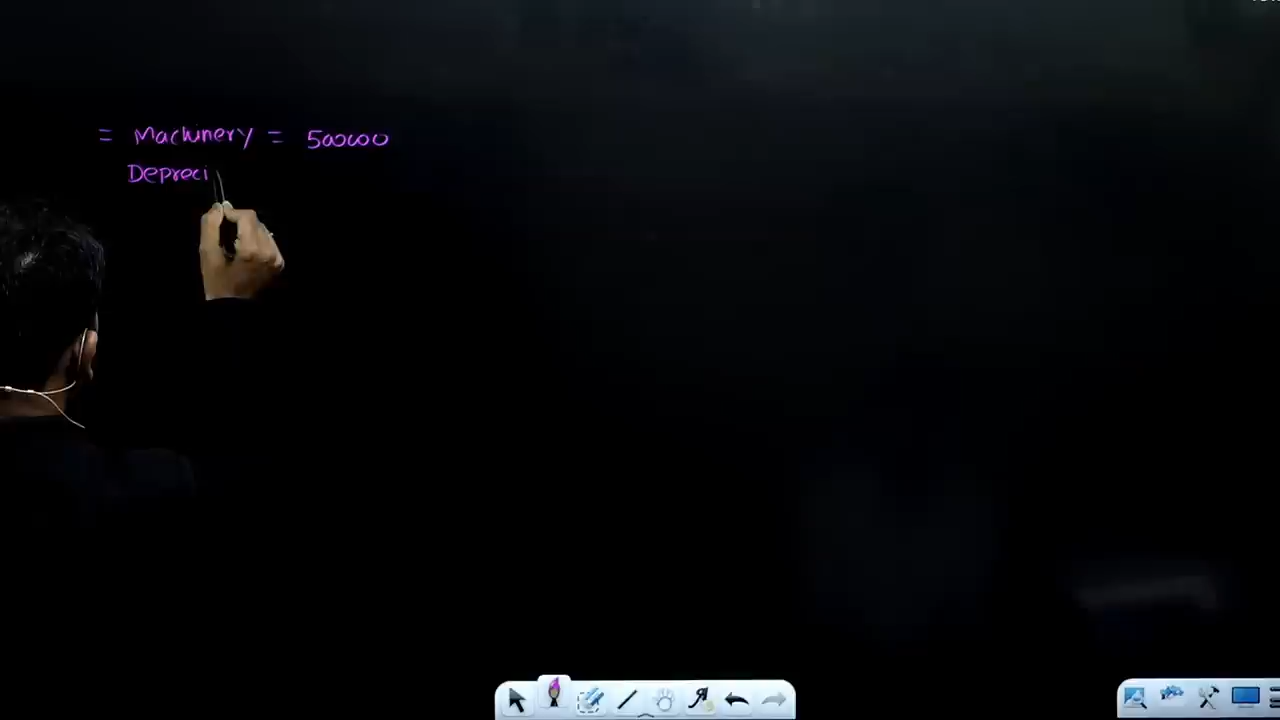 = Machinery = 500000
Depreci